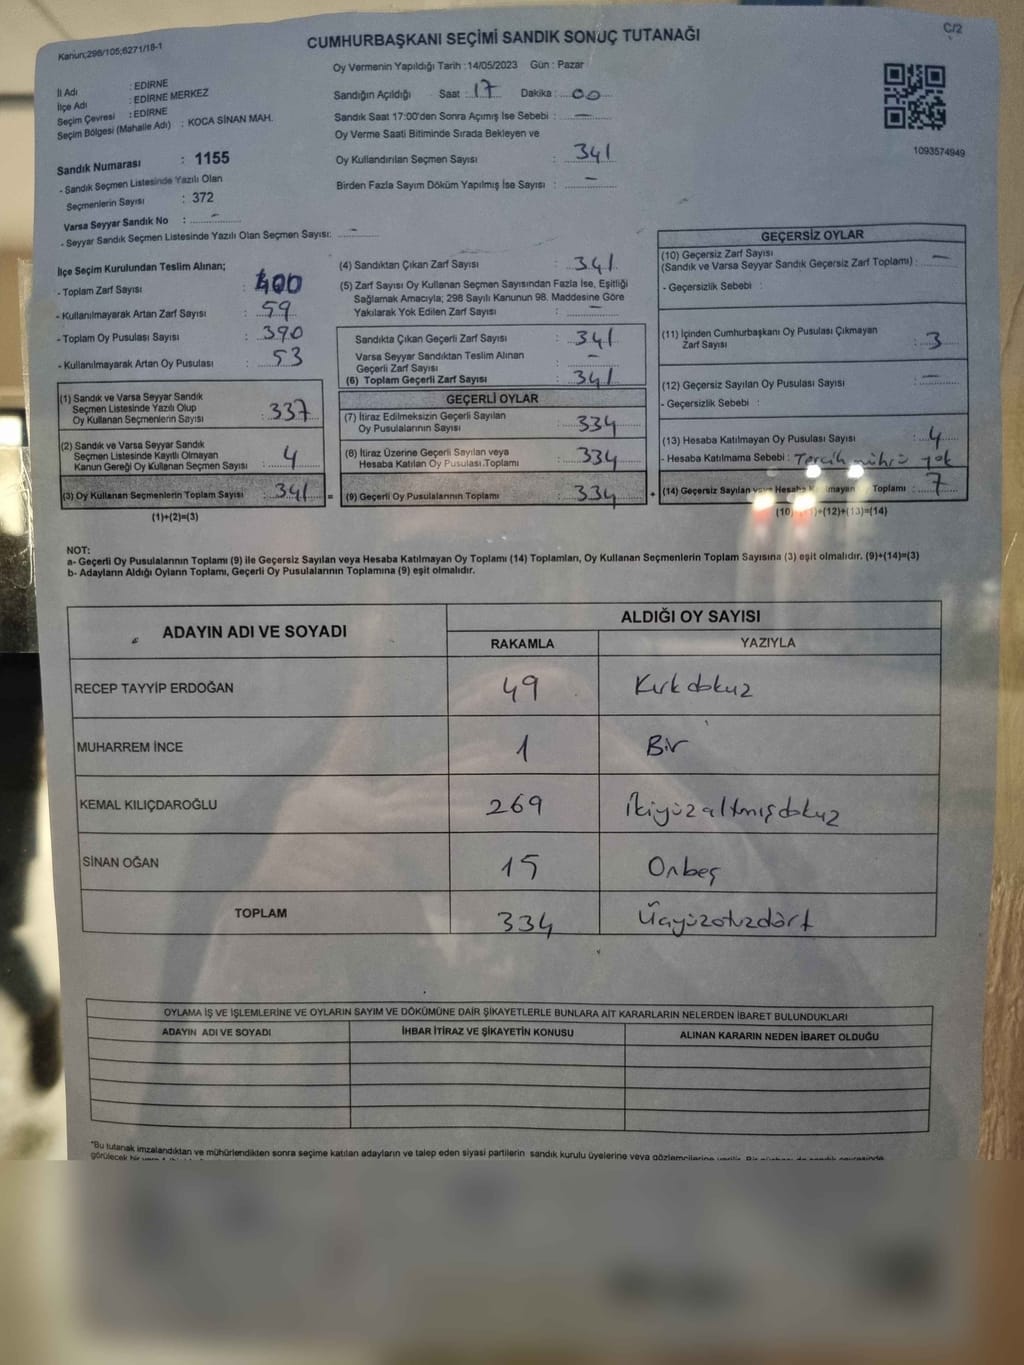 Kanun;298/105;6271/18-1
C/2
CUMHURBAŞKANI SEÇİMİ SANDIK SONUÇ TUTANAĞI
Oy Vermenin Yapıldığı Tarih : 14/05/2023 Gün : Pazar
İl Adı : EDİRNE
İlçe Adı : EDİRNE MERKEZ
Seçim Çevresi : EDİRNE
Seçim Bölgesi (Mahalle Adı) : KOCA SİNAN MAH.
Sandık Numarası : 1155
- Sandık Seçmen Listesinde Yazılı Olan
Seçmenlerin Sayısı : 372
Varsa Seyyar Sandık No : -
- Seyyar Sandık Seçmen Listesinde Yazılı Olan Seçmen Sayısı: -
Sandığın Açıldığı Saat : 17 Dakika : 00
Sandık Saat 17:00'den Sonra Açımış İse Sebebi : -
Oy Verme Saati Bitiminde Sırada Bekleyen ve
Oy Kullandırılan Seçmen Sayısı : 341
Birden Fazla Sayım Döküm Yapılmış İse Sayısı : -
1093574949
İlçe Seçim Kurulundan Teslim Alınan;
- Toplam Zarf Sayısı : 400
- Kullanılmayarak Artan Zarf Sayısı : 59
- Toplam Oy Pusulası Sayısı : 390
- Kullanılmayarak Artan Oy Pusulası : 53
(1) Sandık ve Varsa Seyyar Sandık
Seçmen Listesinde Yazılı Olup
Oy Kullanan Seçmenlerin Sayısı : 337
(2) Sandık ve Varsa Seyyar Sandık
Seçmen Listesinde Kayıtlı Olmayan
Kanun Gereği Oy Kullanan Seçmen Sayısı : 4
(3) Oy Kullanan Seçmenlerin Toplam Sayısı : 341 =
(1)+(2)=(3)
(4) Sandıktan Çıkan Zarf Sayısı : 341
(5) Zarf Sayısı Oy Kullanan Seçmen Sayısından Fazla İse, Eşitliği
Sağlamak Amacıyla; 298 Sayılı Kanunun 98. Maddesine Göre
Yakılarak Yok Edilen Zarf Sayısı : -
Sandıkta Çıkan Geçerli Zarf Sayısı : 341
Varsa Seyyar Sandıktan Teslim Alınan
Geçerli Zarf Sayısı : -
(6) Toplam Geçerli Zarf Sayısı : 341
GEÇERLİ OYLAR
(7) İtiraz Edilmeksizin Geçerli Sayılan
Oy Pusulalarının Sayısı : 334
(8) İtiraz Üzerine Geçerli Sayılan veya
Hesaba Katılan Oy Pusulası.Toplamı : 334
(9) Geçerli Oy Pusulalarının Toplamı : 334 +
GEÇERSİZ OYLAR
(10) Geçersiz Zarf Sayısı
(Sandık ve Varsa Seyyar Sandık Geçersiz Zarf Toplamı) : -
- Geçersizlik Sebebi :
(11) İçinden Cumhurbaşkanı Oy Pusulası Çıkmayan
Zarf Sayısı : 3
(12) Geçersiz Sayılan Oy Pusulası Sayısı : -
- Geçersizlik Sebebi :
(13) Hesaba Katılmayan Oy Pusulası Sayısı : 4
- Hesaba Katılmama Sebebi : Tercih mührü yok
(14) Geçersiz Sayılan veya Hesaba Toplamı : 7
(12)+(13)=(14)
NOT:
a- Geçerli Oy Pusulalarının Toplamı (9) ile Geçersiz Sayılan veya Hesaba Katılmayan Oy Toplamı (14) Toplamları, Oy Kullanan Seçmenlerin Toplam Sayısına (3) eşit olmalıdır. (9)+(14)=(3)
b- Adayların Aldığı Oyların Toplamı, Geçerli Oy Pusulalarının Toplamına (9) eşit olmalıdır.
ADAYIN ADI VE SOYADI
ALDIĞI OY SAYISI
RAKAMLA YAZIYLA
RECEP TAYYİP ERDOĞAN 49 Kırkdokuz
MUHARREM İNCE 1 Bir
KEMAL KILIÇDAROĞLU 269 İkiyüzaltmışdokuz
SİNAN OĞAN 15 Onbeş
TOPLAM 334 Üçyüzotuzdört
OYLAMA İŞ VE İŞLEMLERİNE VE OYLARIN SAYIM VE DÖKÜMÜNE DAİR ŞİKAYETLERLE BUNLARA AİT KARARLARIN NELERDEN İBARET BULUNDUKLARI
ADAYIN ADI VE SOYADI İHBAR İTİRAZ VE ŞİKAYETİN KONUSU ALINAN KARARIN NEDEN İBARET OLDUĞU
*Bu tutanak imzalandıktan ve mühürlendikten sonra seçime katılan adayların ve talep eden siyasi partilerin sandık kurulu üyelerine veya gözlemcilerine verilir.